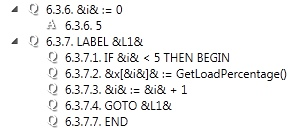 Q 6.3.6. &i& := 0
A 6.3.6. 5
Q 6.3.7. LABEL &L1&
Q 6.3.7.1. IF &i& < 5 THEN BEGIN
Q 6.3.7.2. &x[&i&]& := GetLoadPercentage()
Q 6.3.7.3. &i& := &i& + 1
Q 6.3.7.4. GOTO &L1&
Q 6.3.7.7. END